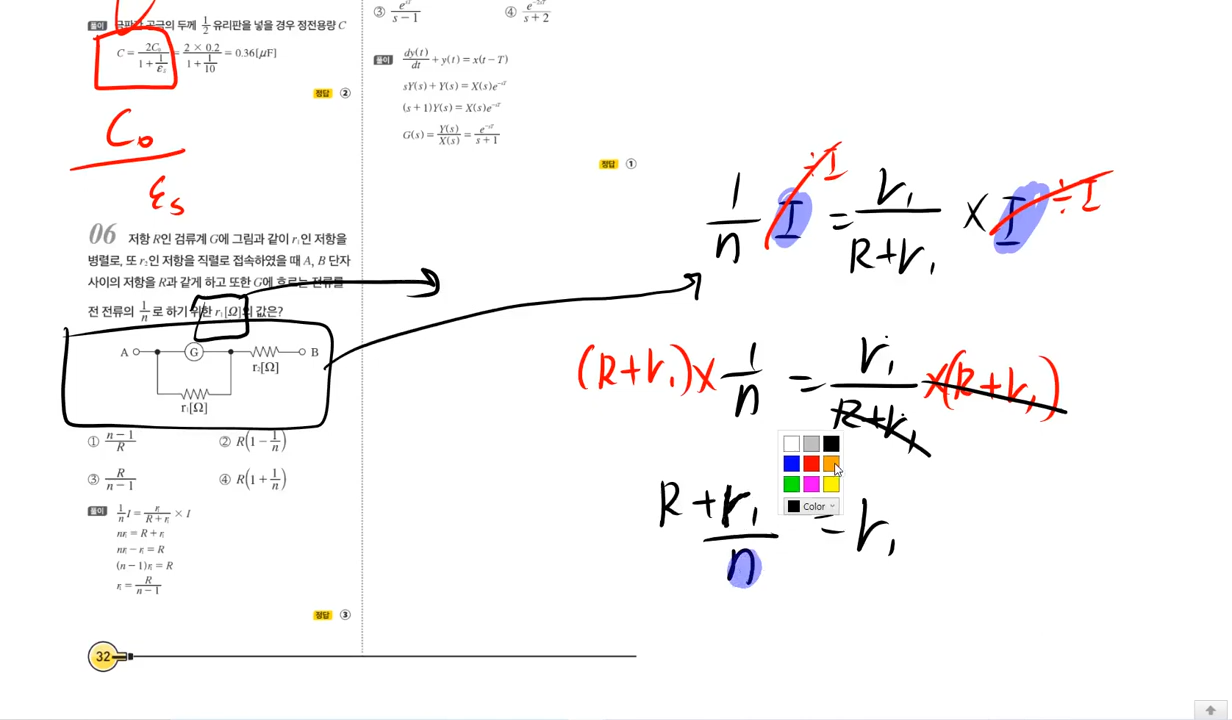 풀이 극판간 공극의 두께 1/2 유리판을 넣을 경우 정전용량 C
C = 2C₀/(1 + 1/εₛ) = (2 × 0.2)/(1 + 1/10) = 0.36[μF]
정답 ②
C₀/εₛ
06 저항 R인 검류계 G에 그림과 같이 r₁인 저항을
병렬로, 또 r₂인 저항을 직렬로 접속하였을 때 A, B 단자
사이의 저항을 R과 같게 하고 또한 G에 흐르는 전류를
전 전류의 1/n로 하기 위한 r₁[Ω]의 값은?
A G B
r₂[Ω]
r₁[Ω]
① (n−1)/R ② R(1−1/n)
③ R/(n−1) ④ R(1+1/n)
풀이 1/n I = r₁/(R + r₁) × I
nr₁ = R + r₁
nr₁ − r₁ = R
(n−1)r₁ = R
r₁ = R/(n−1)
정답 ③
32
③ e^(sT)/(s−1) ④ e^(−2sT)/(s+2)
풀이 dy(t)/dt + y(t) = x(t−T)
sY(s) + Y(s) = X(s)e^(−sT)
(s+1)Y(s) = X(s)e^(−sT)
G(s) = Y(s)/X(s) = e^(−sT)/(s+1)
정답 ①
1/n I ÷I = r₁/(R+r₁) × I ÷I
(R+r₁)× 1/n = r₁/(R+r₁) ×(R+r₁)
R+r₁/n = r₁
Color